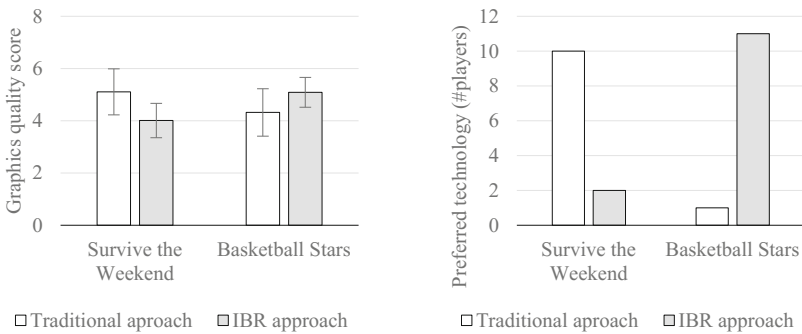 Graphics quality score
8
6
4
2
0
Survive the
Weekend
Basketball Stars
Traditional aproach
IBR approach
Preferred technology (#players)
12
10
8
6
4
2
0
Survive the
Weekend
Basketball Stars
Traditional aproach
IBR approach